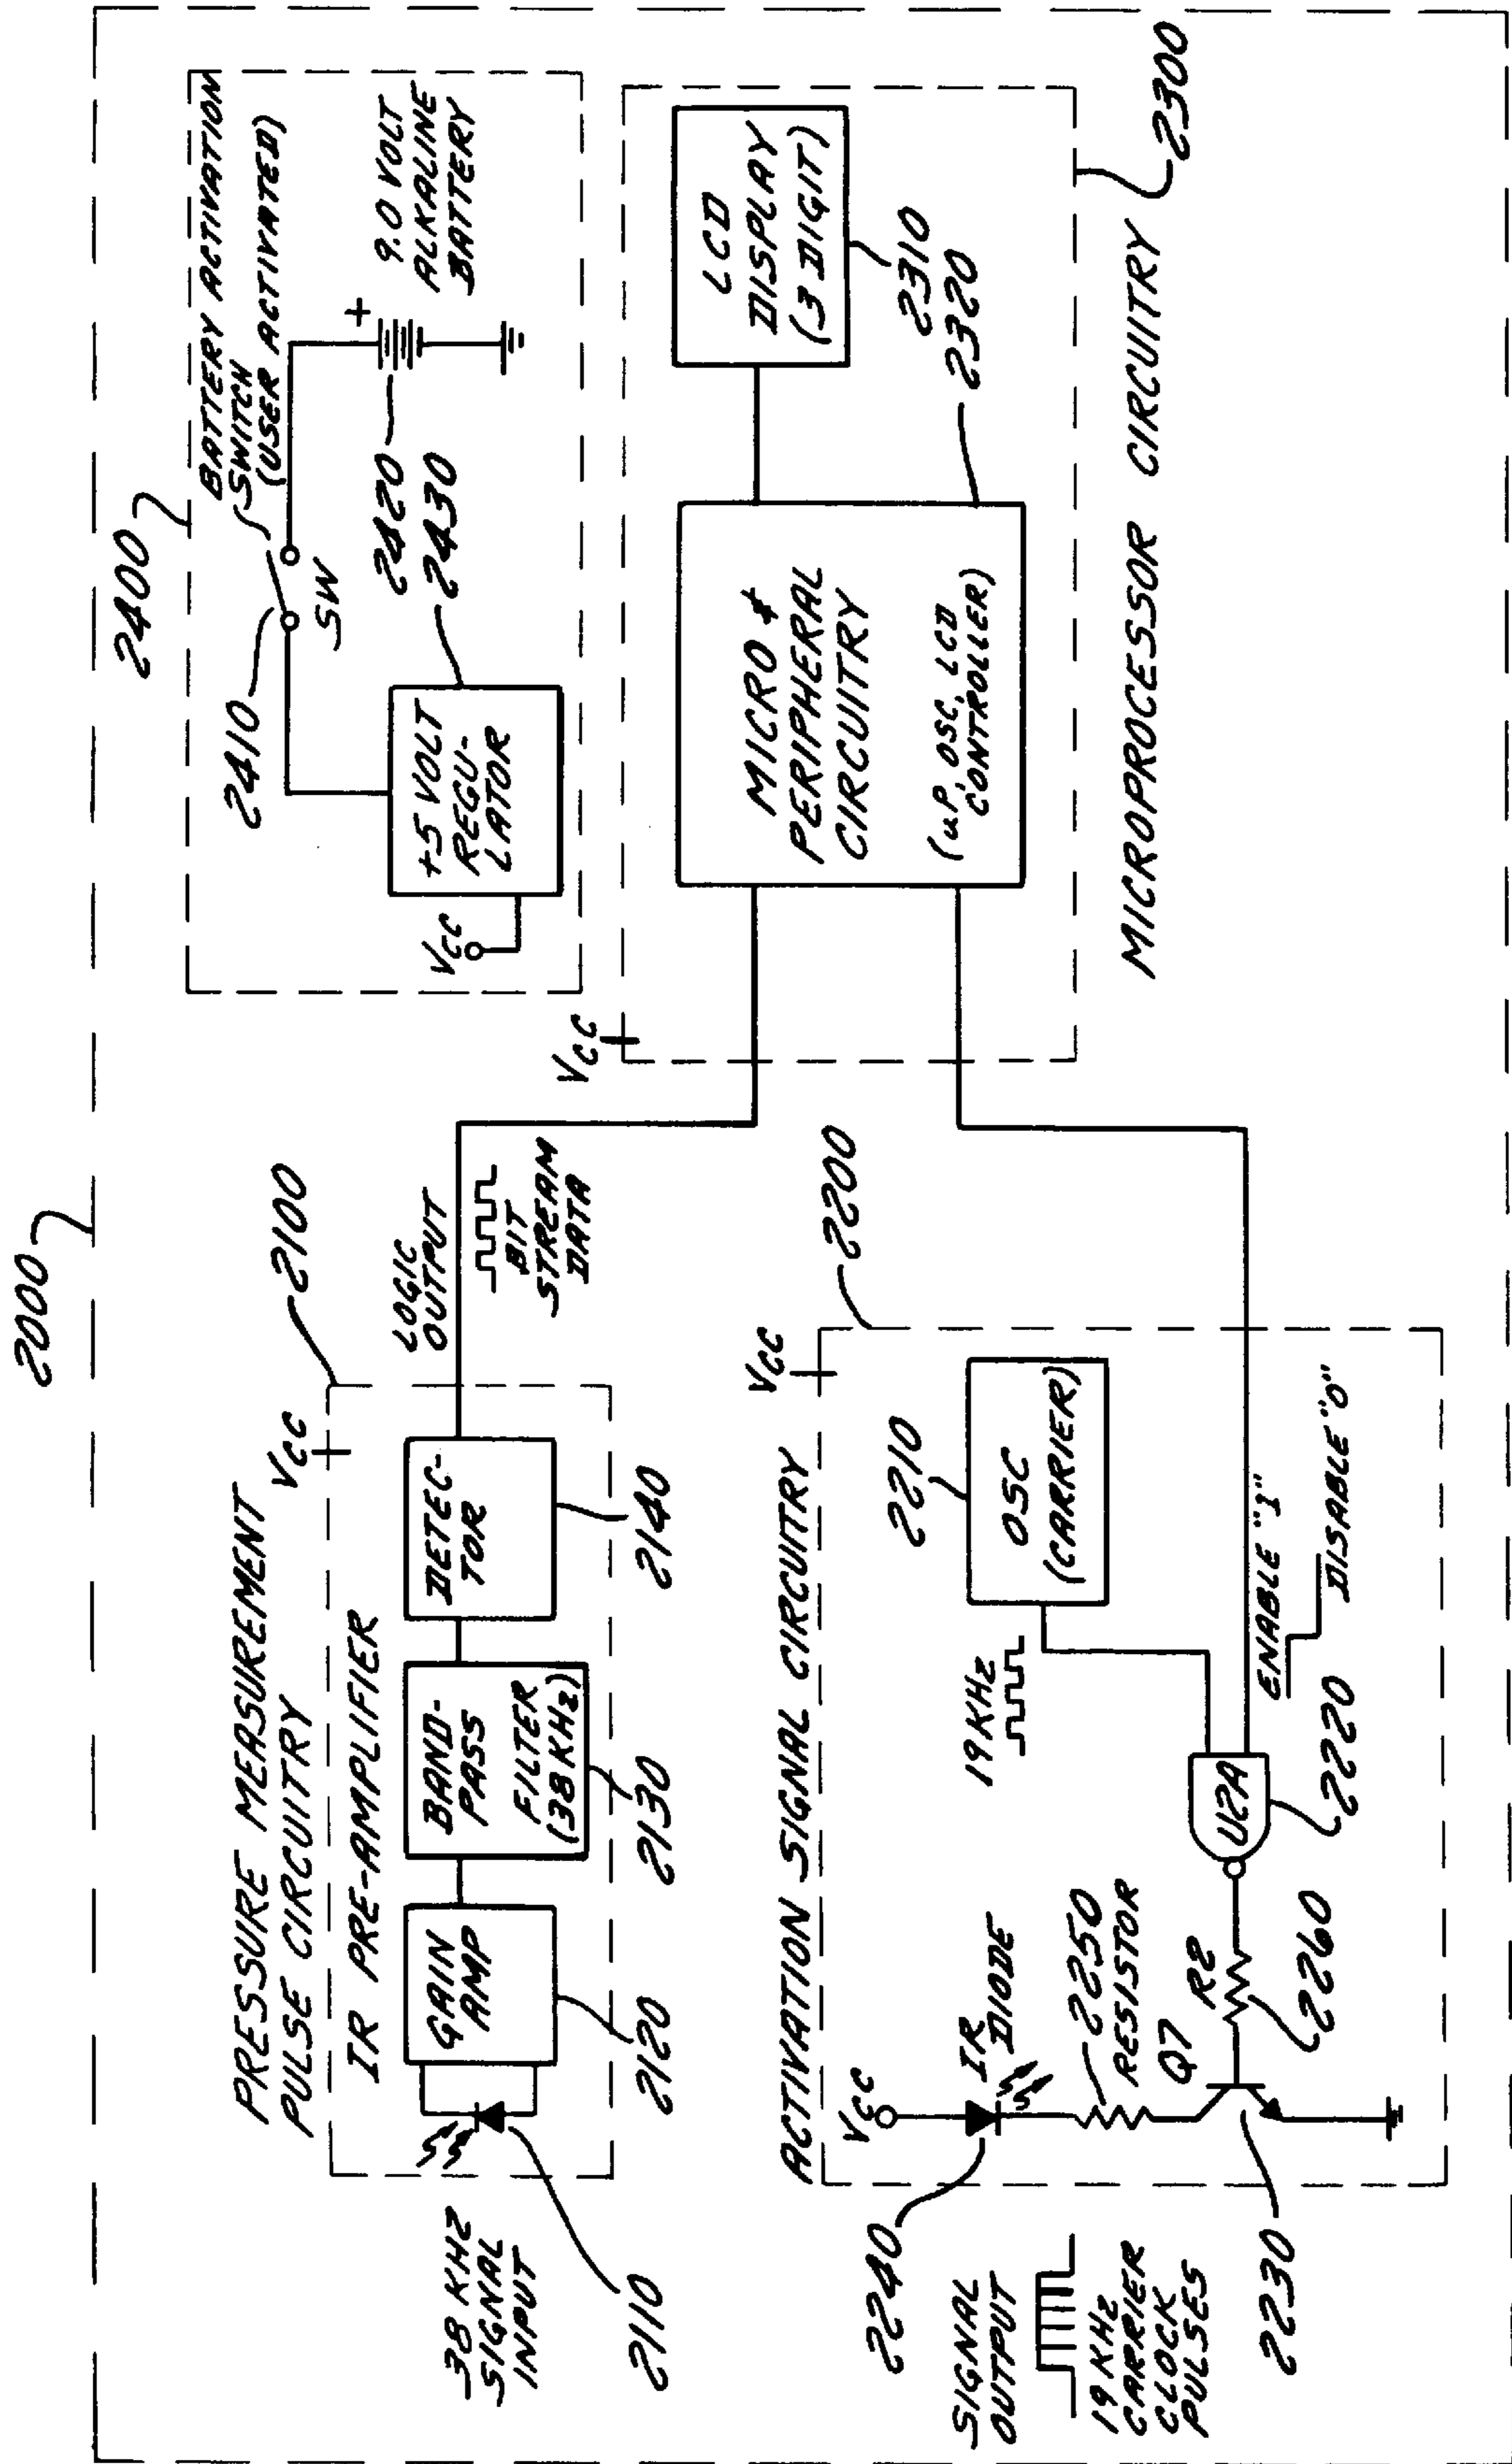 2000
2400
BATTERY ACTIVATION
SWITCH
(USER ACTIVATED)
2410
SW
9.0 VOLT
ALKALINE
BATTERY
+
2420
2430
+5 VOLT
REGU-
LATOR
VCC
PRESSURE MEASUREMENT
PULSE CIRCUITRY
VCC
2100
IR PRE-AMPLIFIER
GAIN
AMP
BAND-
PASS
FILTER
(38 KHz)
DETEC-
TOR
LOGIC
OUTPUT
BIT
STREAM
DATA
38 KHZ
SIGNAL
INPUT
2110
2120
2130
2140
VCC
MICRO &
PERIPHERAL
CIRCUITRY
(uP, OSC, LCD
CONTROLLER)
LCD
DISPLAY
(3 DIGIT)
2310
2320
MICROPROCESSOR CIRCUITRY
2300
ACTIVATION SIGNAL CIRCUITRY
VCC
2200
2210
OSC
(CARRIER)
19KHz
VCC
IR
DIODE
2240
2250
RESISTOR
Q7
R2
U2A
ENABLE "1"
DISABLE "0"
2220
2260
2230
SIGNAL
OUTPUT
19 KHz
CARRIER
CLOCK
PULSES